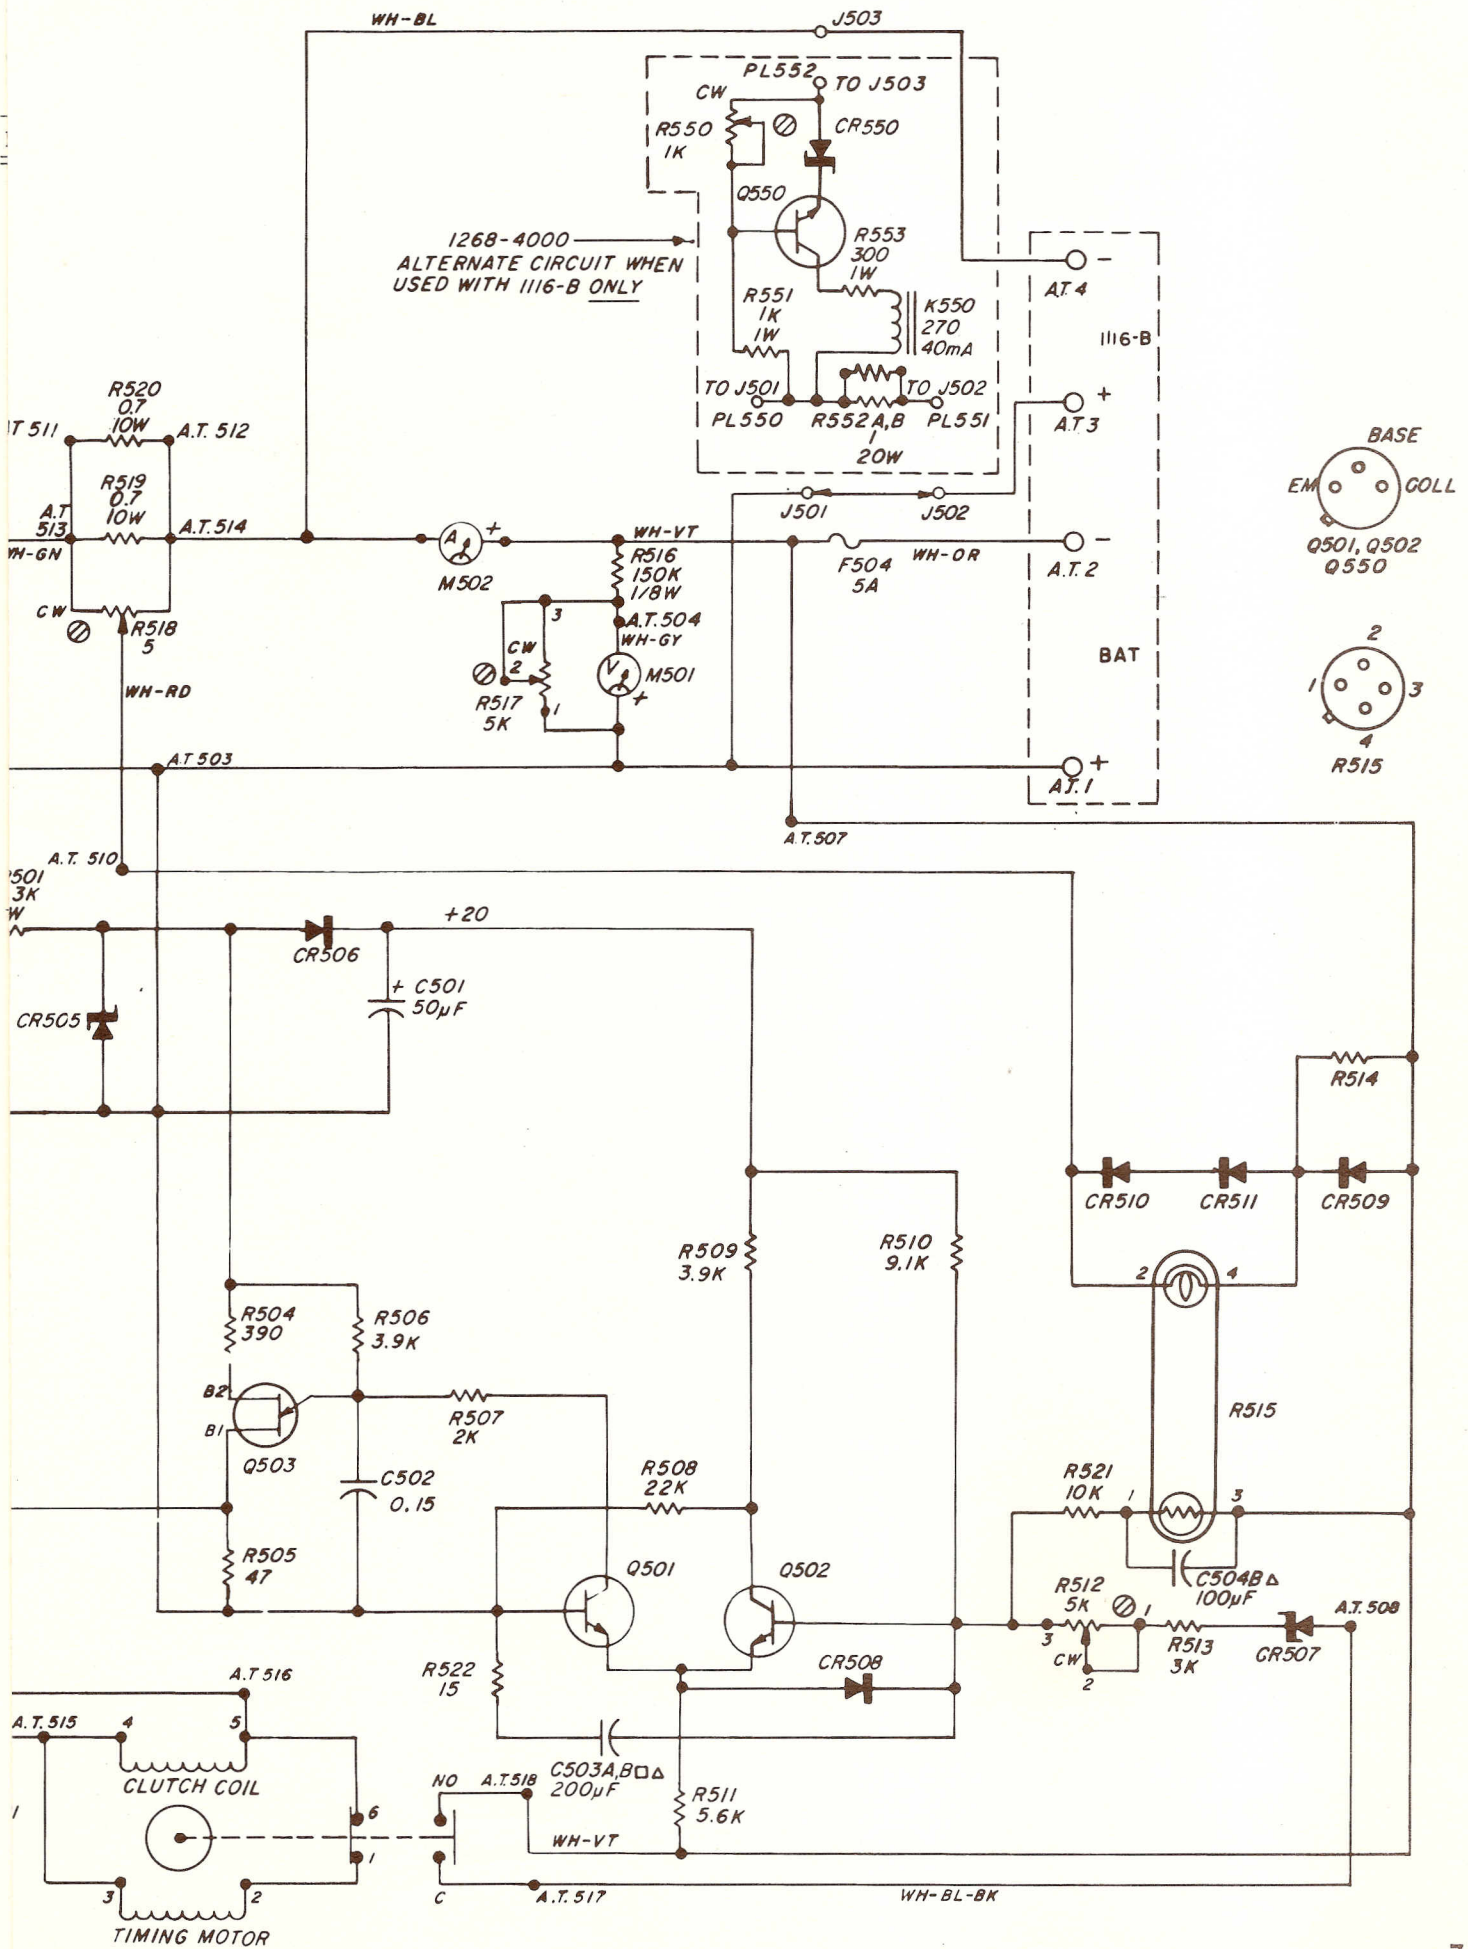 WH-BL
J503
PL552
TO J503
CW
R550
1K
CR550
Q550
1268-4000
ALTERNATE CIRCUIT WHEN
USED WITH 1116-B ONLY
R553
300
1W
R551
1K
1W
K550
270
40mA
TO J501
PL550
R552A,B
1
20W
TO J502
PL551
-
A.T. 4
1116-B
+
A.T. 3
J501
J502
R520
0.7
10W
T 511
A.T. 512
R519
0.7
10W
A.T
513
A.T. 514
WH-GN
CW
R518
5
WH-RD
A
+
M502
WH-VT
R516
150K
1/8W
F504
5A
WH-OR
-
A.T. 2
3
CW
2
R517
5K
1
A.T. 504
WH-GY
V
M501
+
BAT
BASE
EM
COLL
Q501, Q502
Q550
2
1
3
4
R515
A.T 503
+
A.T. 1
A.T. 507
A.T. 510
501
3K
W
+20
CR506
+ C501
50µF
CR505
R514
CR510
CR511
CR509
R509
3.9K
R510
9.1K
2
4
R504
390
R506
3.9K
B2
B1
Q503
R507
2K
R515
C502
0.15
R508
22K
R521
10K
1
3
R505
47
Q501
Q502
C504B△
100µF
R512
5K
1
3
CW
2
R513
3K
CR507
A.T. 508
R522
15
CR508
A.T 516
A.T. 515
4
5
CLUTCH COIL
C503A,B□△
200µF
NO
A.T. 518
R511
5.6K
6
1
WH-VT
C
A.T. 517
WH-BL-BK
3
2
TIMING MOTOR